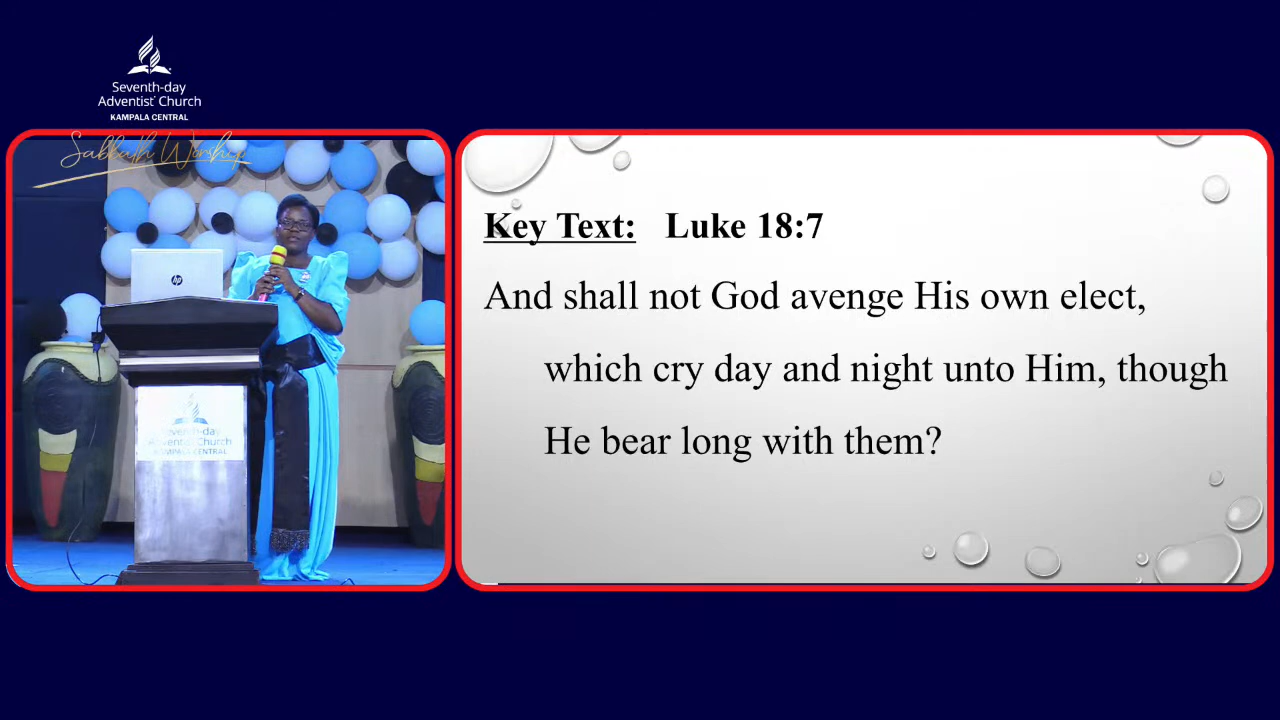 Seventh-day
Adventist Church
KAMPALA CENTRAL
Sabbath Worship
hp
Seventh-day
Adventist Church
KAMPALA CENTRAL
Key Text: Luke 18:7
And shall not God avenge His own elect,
which cry day and night unto Him, though
He bear long with them?